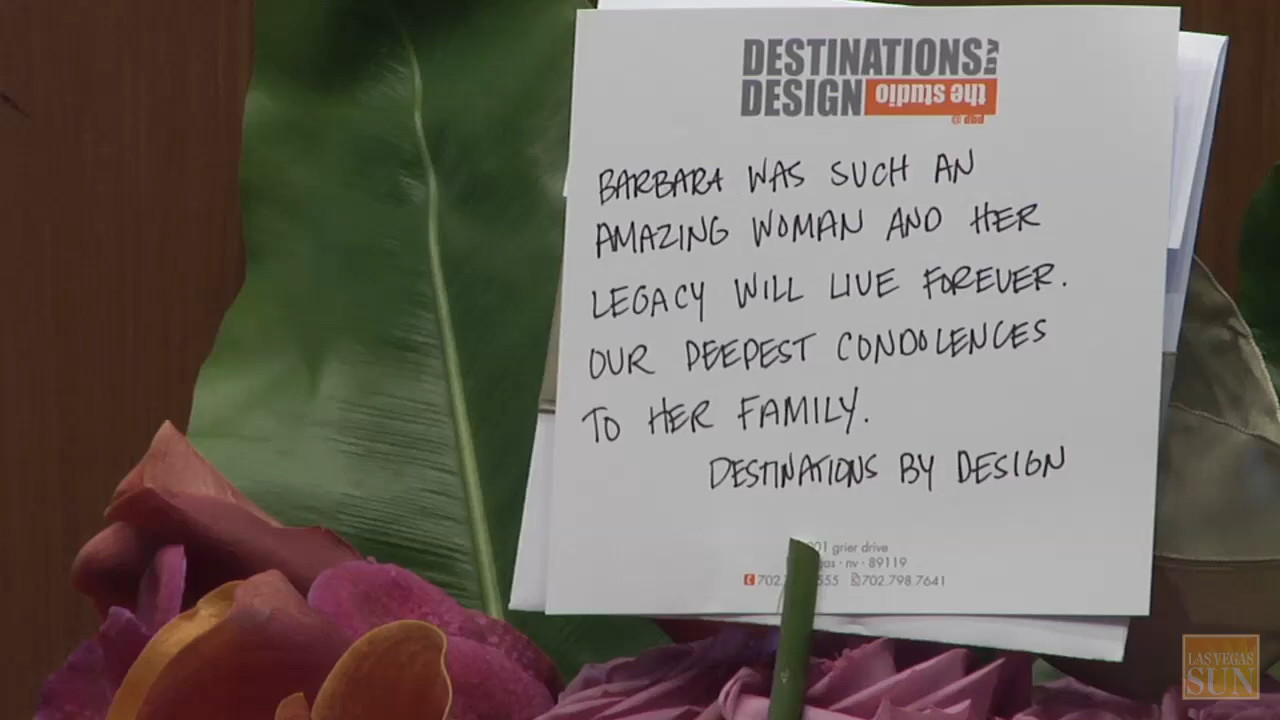 DESTINATIONS by
DESIGN the studio
@ dbd
BARBARA WAS SUCH AN
AMAZING WOMAN AND HER
LEGACY WILL LIVE FOREVER.
OUR DEEPEST CONDOLENCES
TO HER FAMILY.
DESTINATIONS BY DESIGN
grier drive
nv · 89119
702.798.7641
LAS VEGAS
SUN